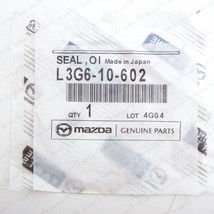 SEAL, OI Made in Japan
L3G6-10-602
QTY 1 LOT 4G04
mazda GENUINE PARTS